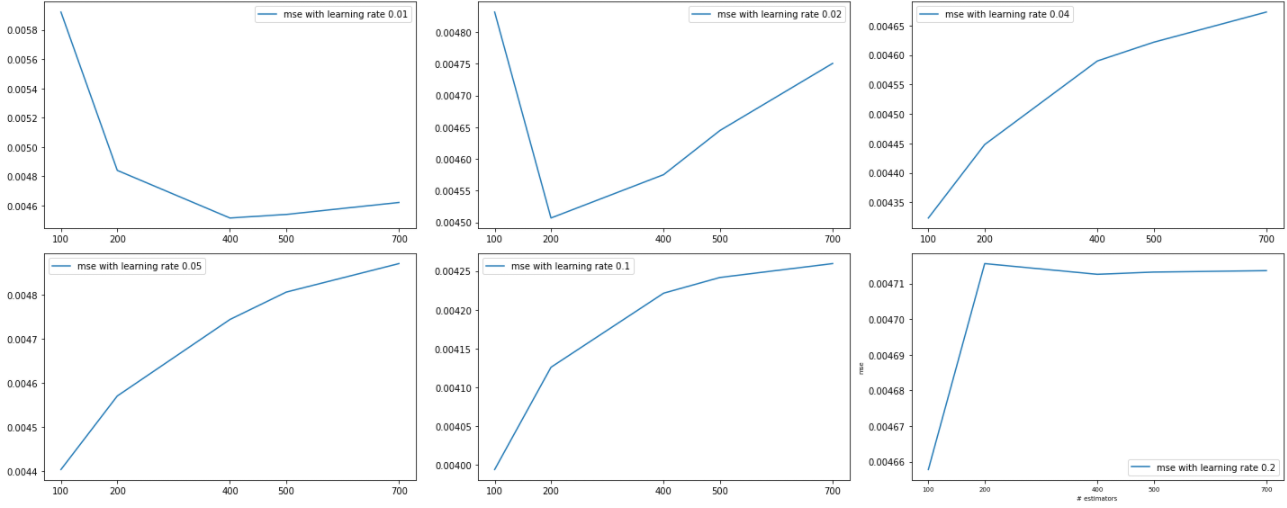 mse with learning rate 0.01
0.0058
0.0056
0.0054
0.0052
0.0050
0.0048
0.0046
100 200 400 500 700
mse with learning rate 0.02
0.00480
0.00475
0.00470
0.00465
0.00460
0.00455
0.00450
100 200 400 500 700
mse with learning rate 0.04
0.00465
0.00460
0.00455
0.00450
0.00445
0.00440
0.00435
100 200 400 500 700
mse with learning rate 0.05
0.0048
0.0047
0.0046
0.0045
0.0044
100 200 400 500 700
mse with learning rate 0.1
0.00425
0.00420
0.00415
0.00410
0.00405
0.00400
100 200 400 500 700
mse
0.00471
0.00470
0.00469
0.00468
0.00467
0.00466
mse with learning rate 0.2
100 200 400 500 700
# estimators